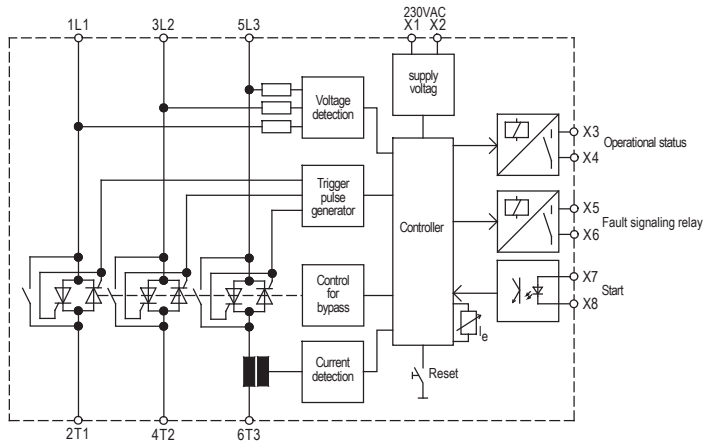 230VAC
1L1 3L2 5L3 X1 X2
supply
voltag
Voltage
detection
X3
Operational status
X4
Trigger
pulse
generator
Controller
X5
Fault signaling relay
X6
Control
for
bypass
X7
Start
X8
Ie
Current
detection
Reset
2T1 4T2 6T3